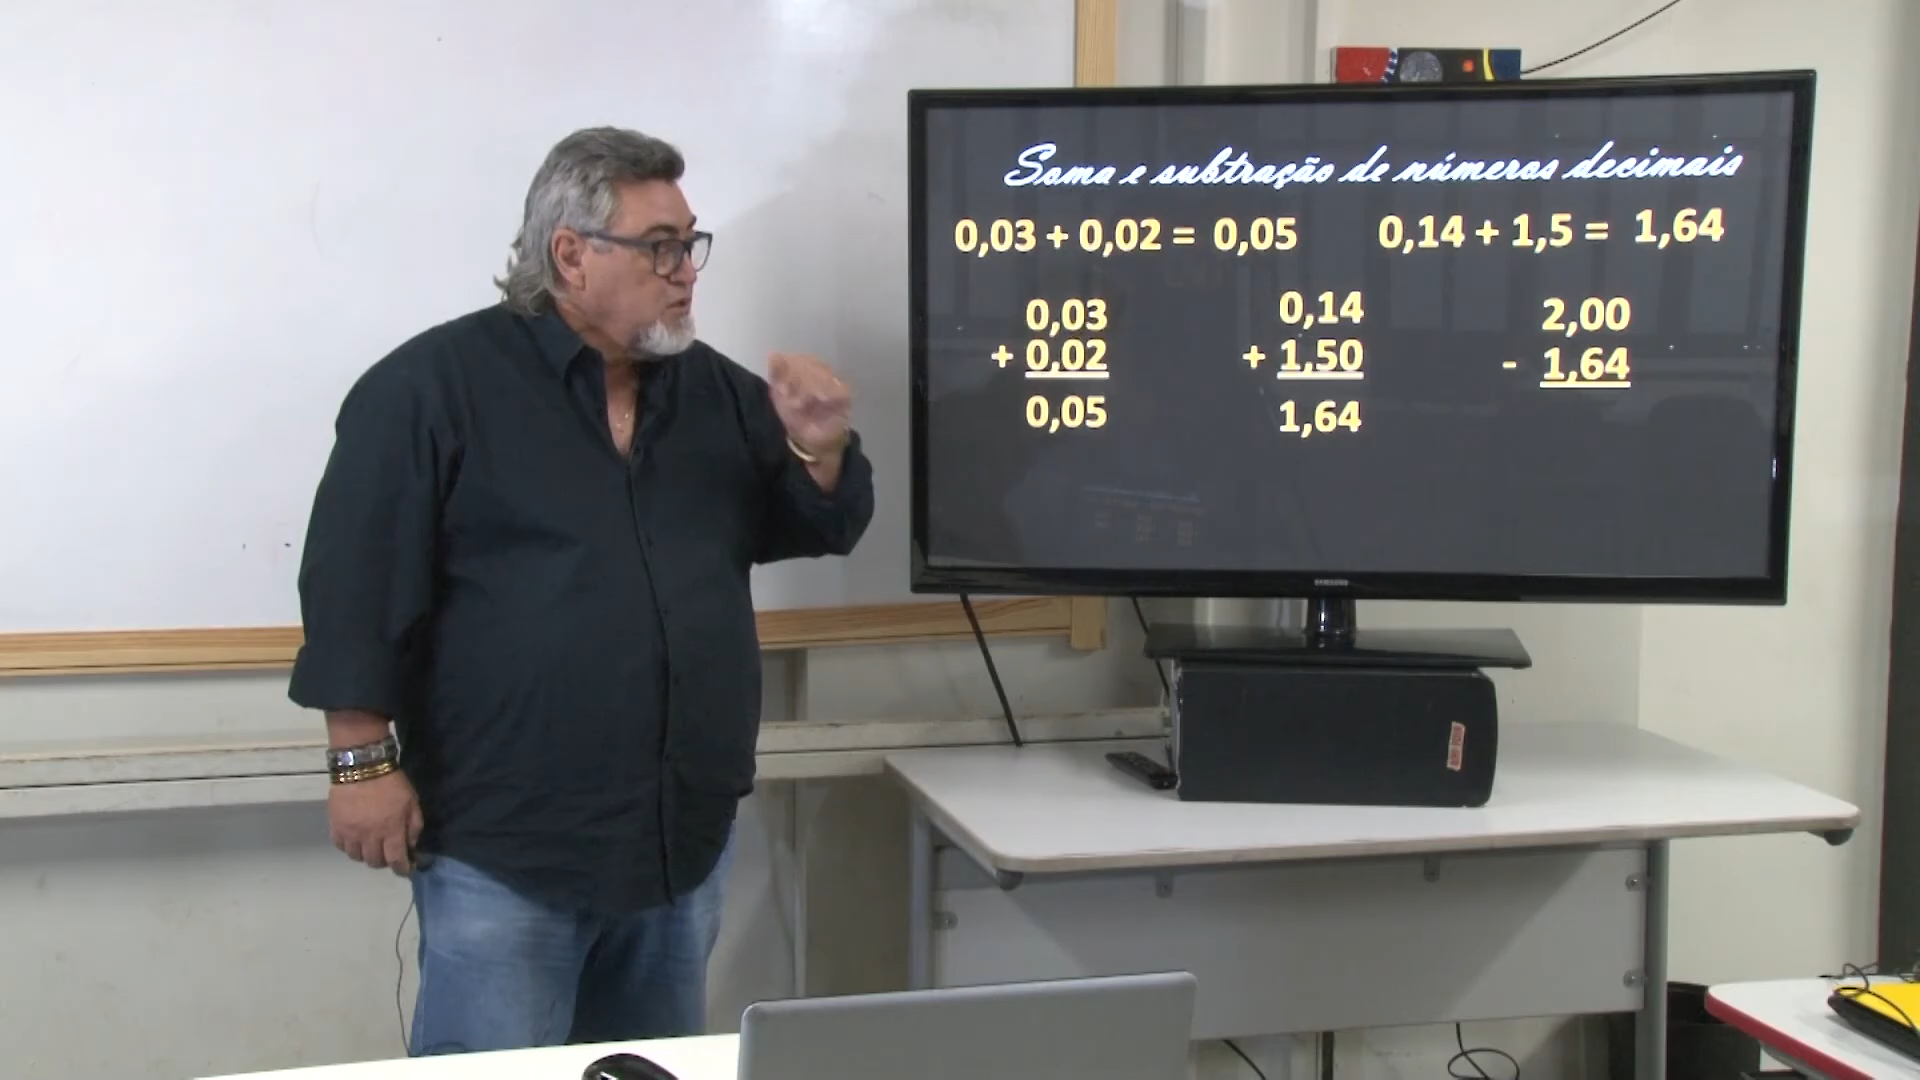 Soma e subtração de números decimais
0,03 + 0,02 = 0,05
0,14 + 1,5 = 1,64
0,03
+ 0,02
0,05
0,14
+ 1,50
1,64
2,00
- 1,64
SAMSUNG